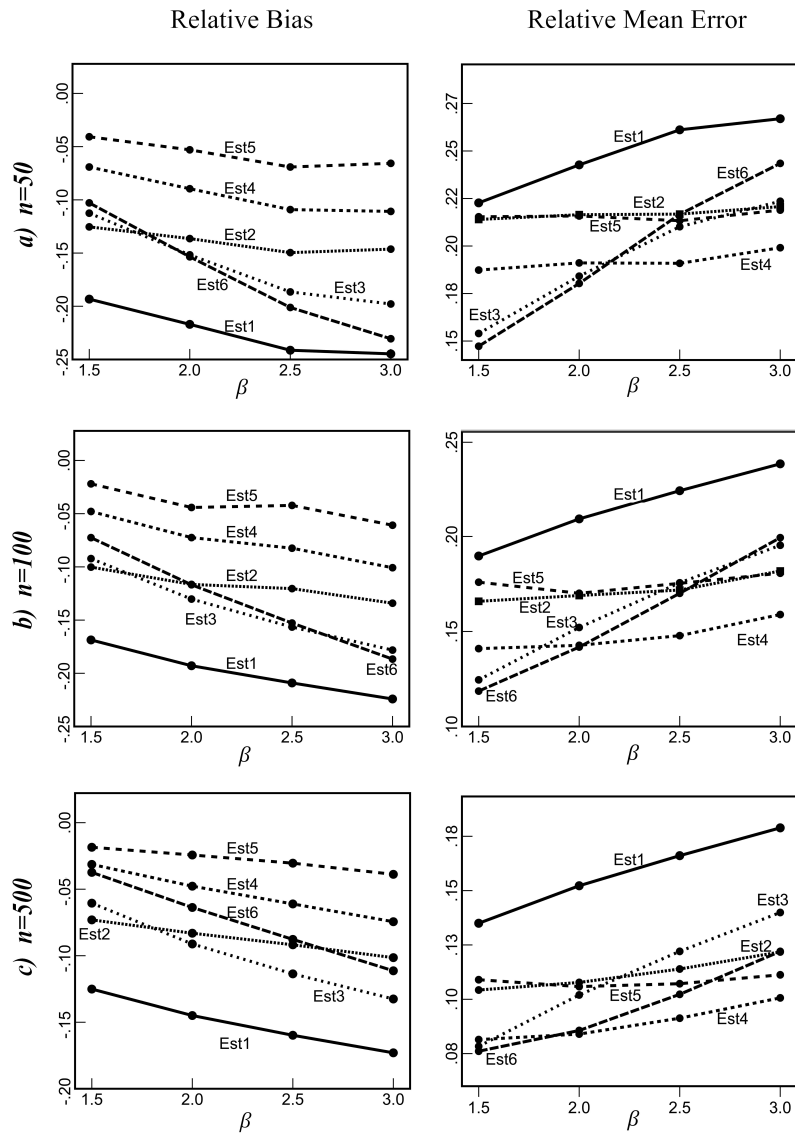 Relative Bias
Relative Mean Error
a) n=50
.00
-.05
-.10
-.15
-.20
-.25
Est5
Est4
Est2
Est3
Est6
Est1
1.5 2.0 2.5 3.0
β
.27
.25
.22
.20
.18
.15
Est1
Est6
Est2
Est5
Est4
Est3
1.5 2.0 2.5 3.0
β
b) n=100
.00
-.05
-.10
-.15
-.20
-.25
Est5
Est4
Est2
Est3
Est6
Est1
1.5 2.0 2.5 3.0
β
.25
.20
.15
.10
Est1
Est5
Est2
Est3
Est4
Est6
1.5 2.0 2.5 3.0
β
c) n=500
.00
-.05
-.10
-.15
-.20
Est5
Est4
Est6
Est2
Est3
Est1
1.5 2.0 2.5 3.0
β
.18
.15
.13
.10
.08
Est1
Est3
Est2
Est5
Est4
Est6
1.5 2.0 2.5 3.0
β